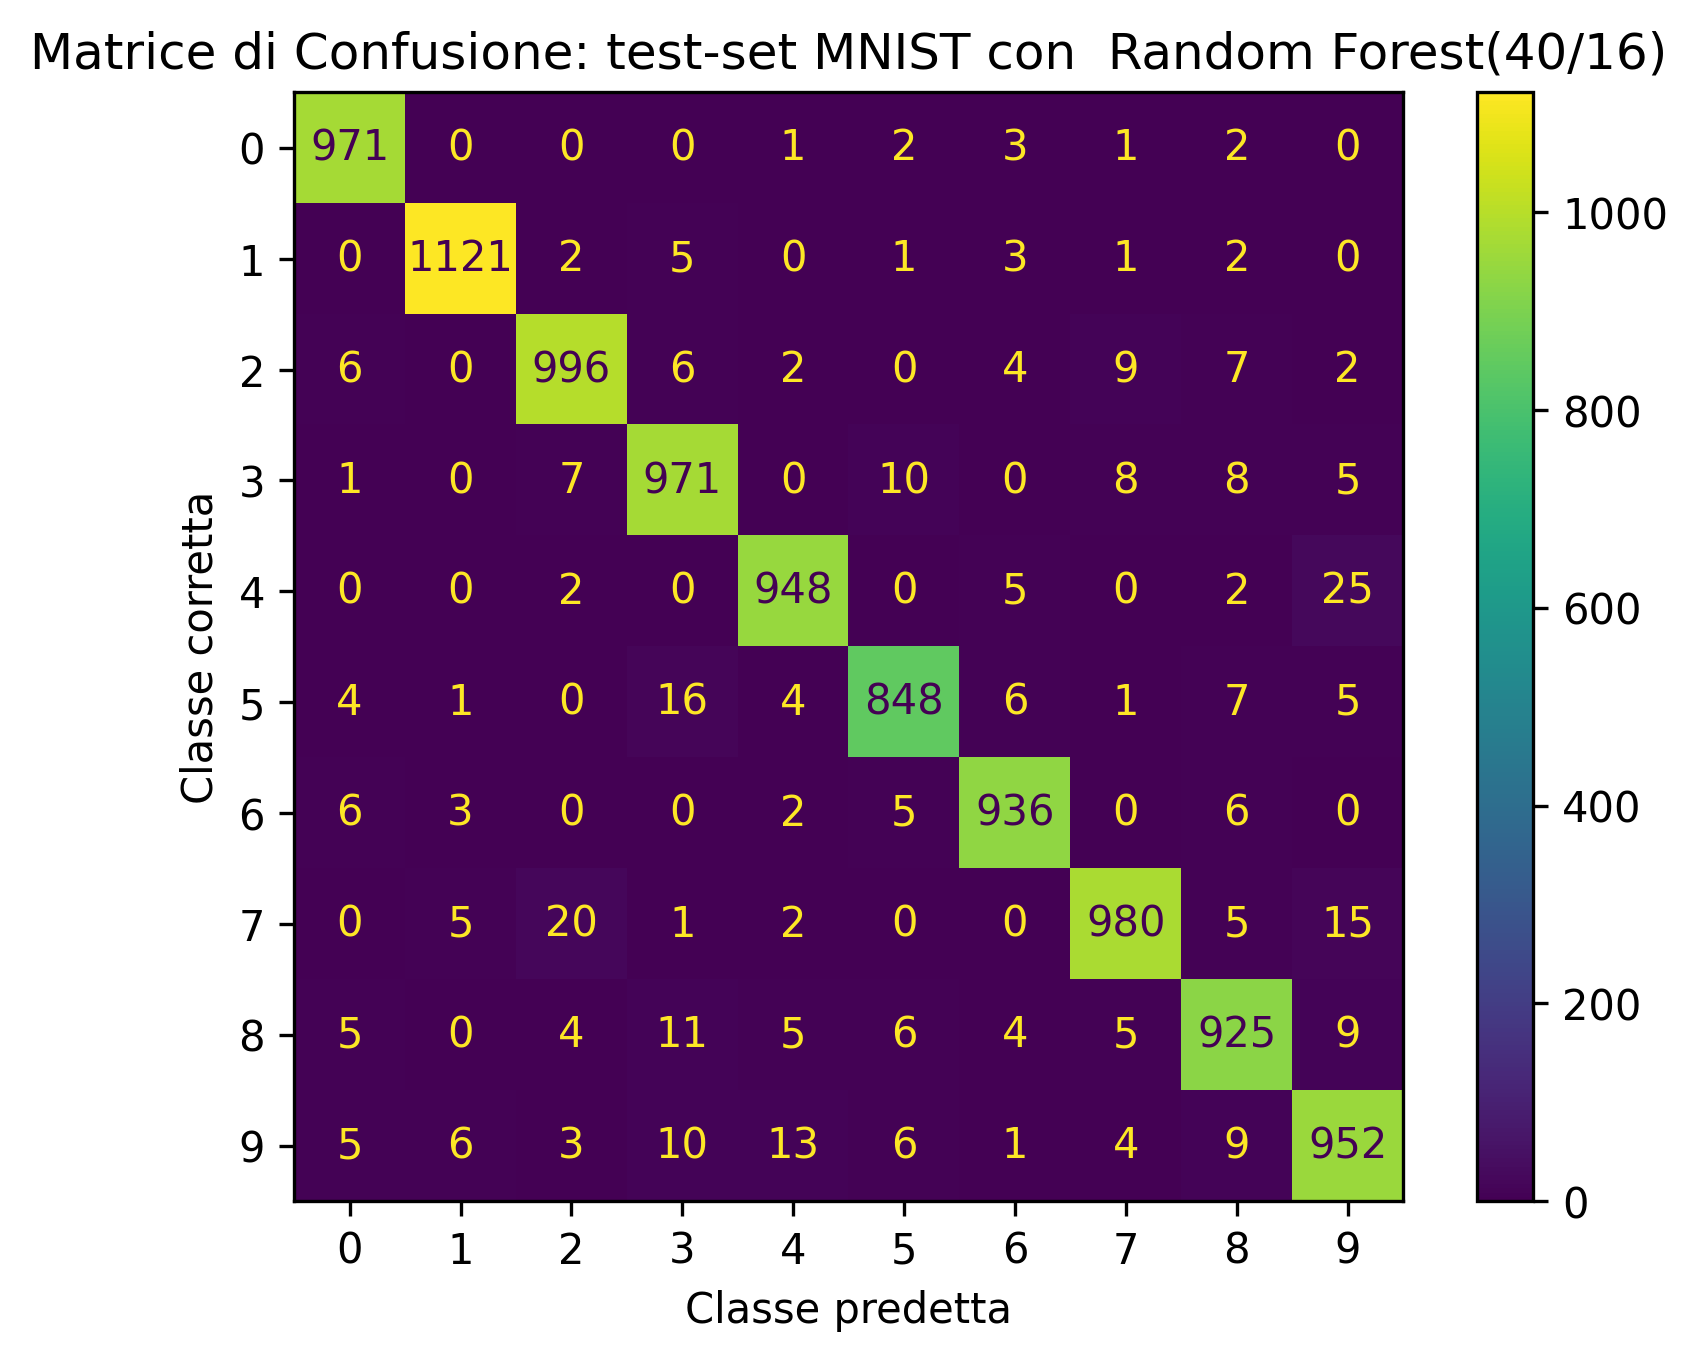 Matrice di Confusione: test-set MNIST con  Random Forest(40/16)
0 971 0 0 0 1 2 3 1 2 0
1 0 1121 2 5 0 1 3 1 2 0
2 6 0 996 6 2 0 4 9 7 2
3 1 0 7 971 0 10 0 8 8 5
4 0 0 2 0 948 0 5 0 2 25
5 4 1 0 16 4 848 6 1 7 5
6 6 3 0 0 2 5 936 0 6 0
7 0 5 20 1 2 0 0 980 5 15
8 5 0 4 11 5 6 4 5 925 9
9 5 6 3 10 13 6 1 4 9 952
0 1 2 3 4 5 6 7 8 9
Classe predetta
Classe corretta
1000
800
600
400
200
0